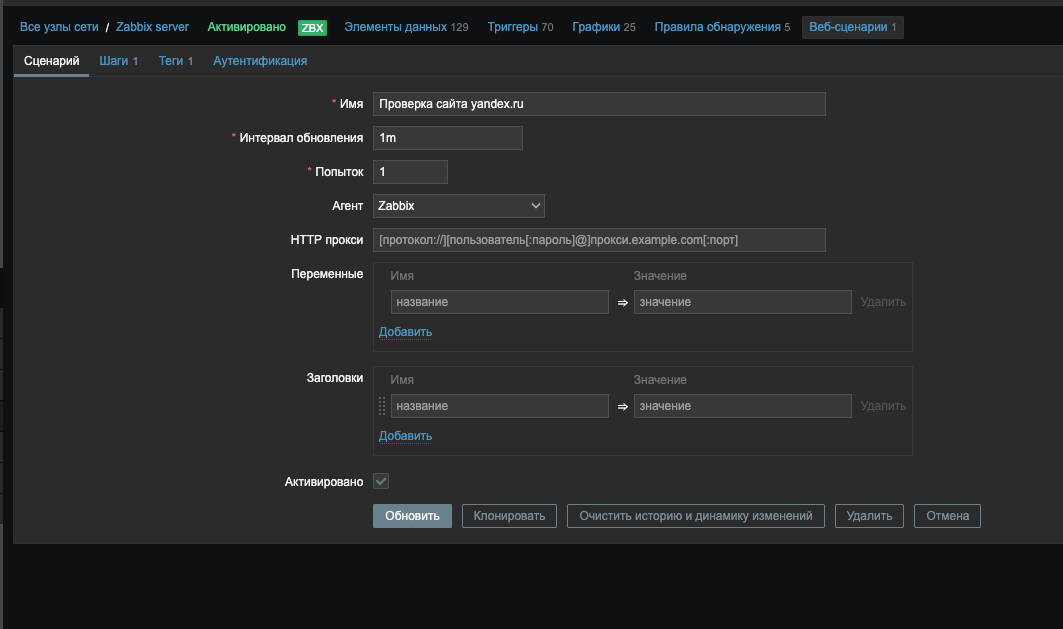 Все узлы сети / Zabbix server Активировано ZBX Элементы данных 129 Триггеры 70 Графики 25 Правила обнаружения 5 Веб-сценарии 1
Сценарий Шаги 1 Теги 1 Аутентификация
* Имя Проверка сайта yandex.ru
* Интервал обновления 1m
* Попыток 1
Агент Zabbix
HTTP прокси [протокол://][пользователь[:пароль]@]прокси.example.com[:порт]
Переменные Имя Значение
название ⇒ значение Удалить
Добавить
Заголовки Имя Значение
название ⇒ значение Удалить
Добавить
Активировано
Обновить Клонировать Очистить историю и динамику изменений Удалить Отмена